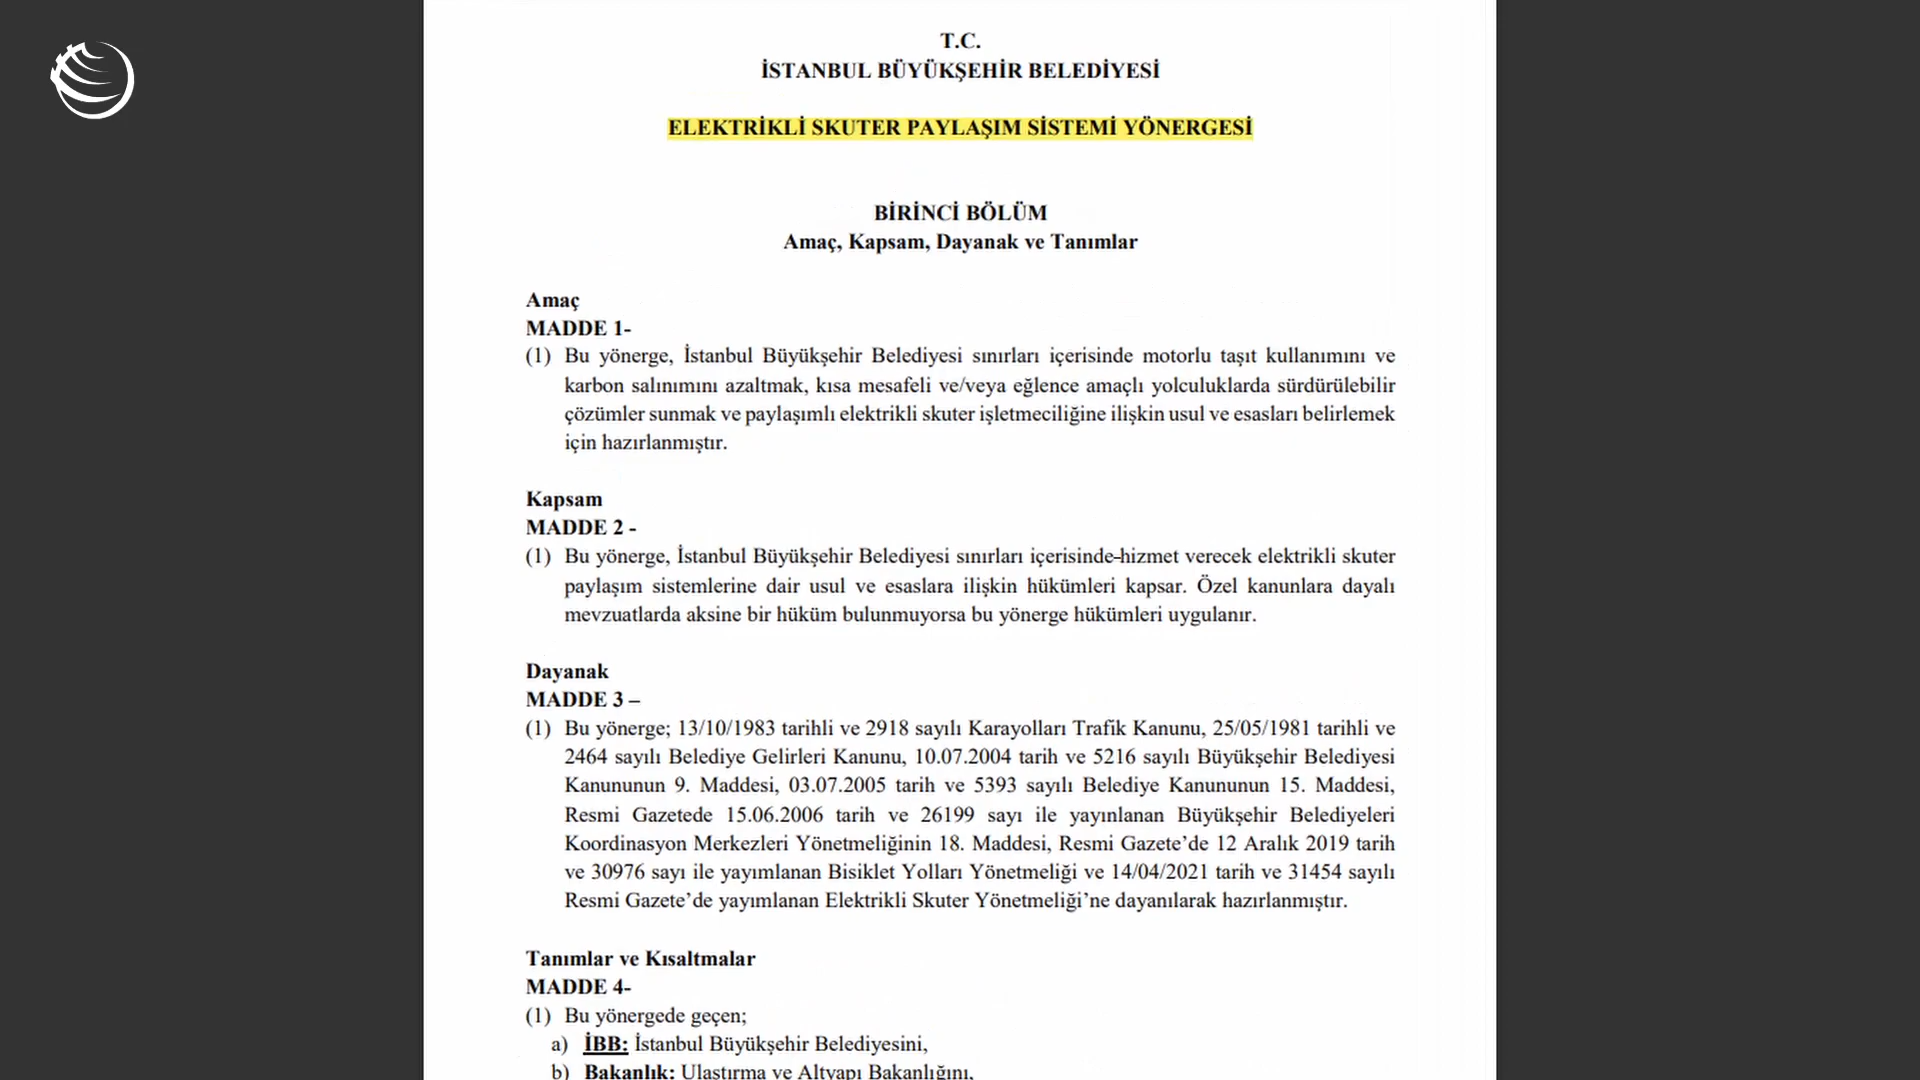 T.C.
İSTANBUL BÜYÜKŞEHİR BELEDİYESİ
ELEKTRİKLİ SKUTER PAYLAŞIM SİSTEMİ YÖNERGESİ
BİRİNCİ BÖLÜM
Amaç, Kapsam, Dayanak ve Tanımlar
Amaç
MADDE 1-
(1) Bu yönerge, İstanbul Büyükşehir Belediyesi sınırları içerisinde motorlu taşıt kullanımını ve
karbon salınımını azaltmak, kısa mesafeli ve/veya eğlence amaçlı yolculuklarda sürdürülebilir
çözümler sunmak ve paylaşımlı elektrikli skuter işletmeciliğine ilişkin usul ve esasları belirlemek
için hazırlanmıştır.
Kapsam
MADDE 2 -
(1) Bu yönerge, İstanbul Büyükşehir Belediyesi sınırları içerisinde-hizmet verecek elektrikli skuter
paylaşım sistemlerine dair usul ve esaslara ilişkin hükümleri kapsar. Özel kanunlara dayalı
mevzuatlarda aksine bir hüküm bulunmuyorsa bu yönerge hükümleri uygulanır.
Dayanak
MADDE 3 –
(1) Bu yönerge; 13/10/1983 tarihli ve 2918 sayılı Karayolları Trafik Kanunu, 25/05/1981 tarihli ve
2464 sayılı Belediye Gelirleri Kanunu, 10.07.2004 tarih ve 5216 sayılı Büyükşehir Belediyesi
Kanununun 9. Maddesi, 03.07.2005 tarih ve 5393 sayılı Belediye Kanununun 15. Maddesi,
Resmi Gazetede 15.06.2006 tarih ve 26199 sayı ile yayınlanan Büyükşehir Belediyeleri
Koordinasyon Merkezleri Yönetmeliğinin 18. Maddesi, Resmi Gazete’de 12 Aralık 2019 tarih
ve 30976 sayı ile yayımlanan Bisiklet Yolları Yönetmeliği ve 14/04/2021 tarih ve 31454 sayılı
Resmi Gazete’de yayımlanan Elektrikli Skuter Yönetmeliği’ne dayanılarak hazırlanmıştır.
Tanımlar ve Kısaltmalar
MADDE 4-
(1) Bu yönergede geçen;
a) İBB: İstanbul Büyükşehir Belediyesini,
b) Bakanlık: Ulaştırma ve Altyapı Bakanlığını,